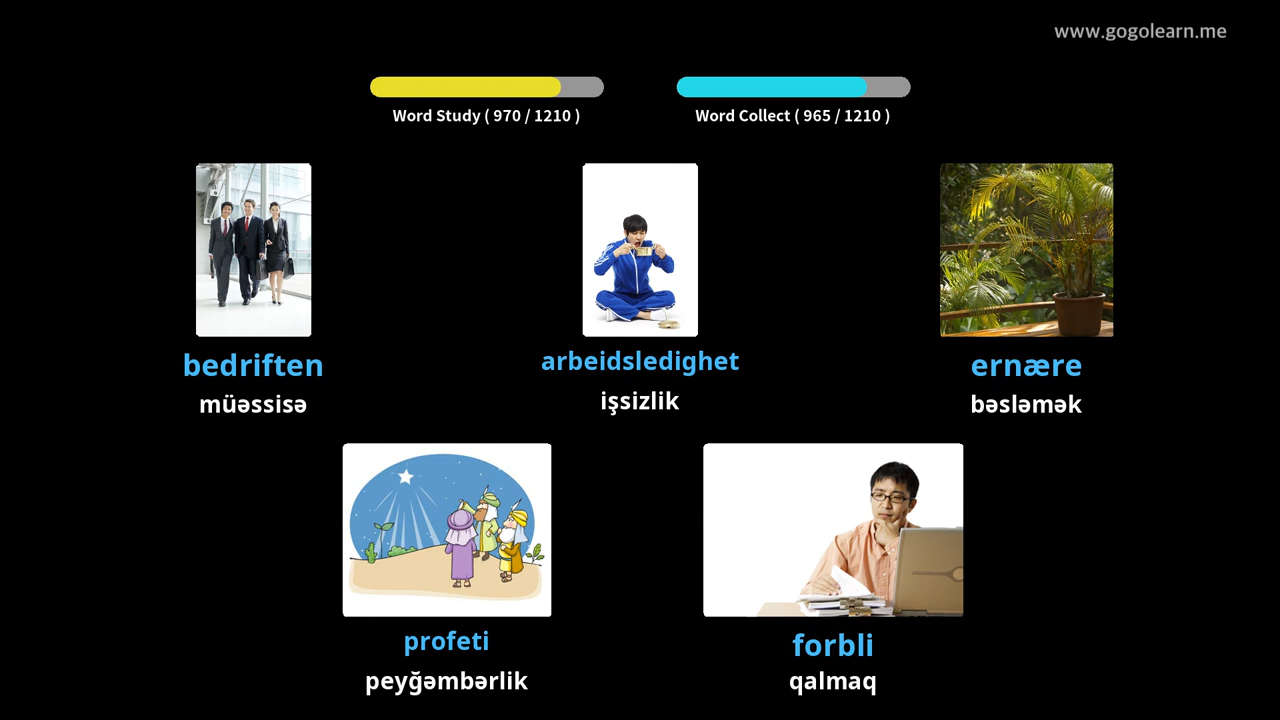 www.gogolearn.me
Word Study ( 970 / 1210 )
Word Collect ( 965 / 1210 )
bedriften
müəssisə
arbeidsledighet
işsizlik
ernære
bəsləmək
profeti
peyğəmbərlik
forbli
qalmaq